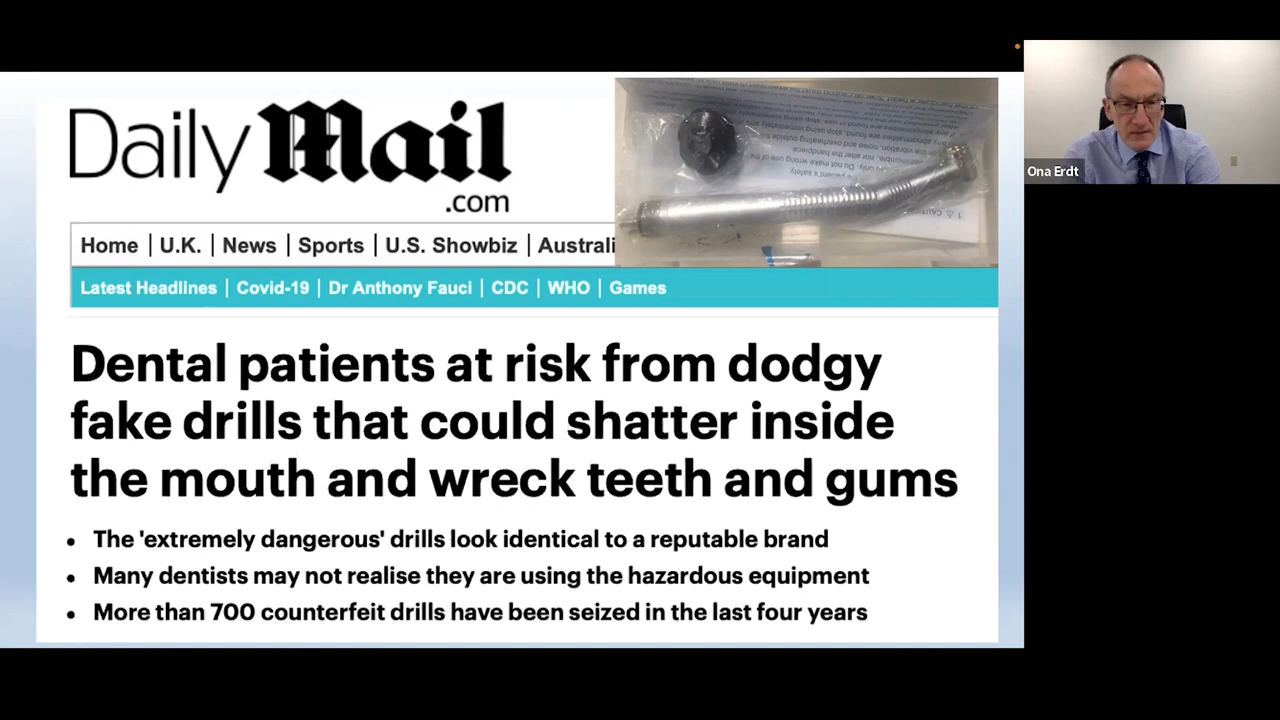 Daily Mail
.com
Home | U.K. | News | Sports | U.S. Showbiz | Australi
Latest Headlines | Covid-19 | Dr Anthony Fauci | CDC | WHO | Games
Dental patients at risk from dodgy
fake drills that could shatter inside
the mouth and wreck teeth and gums
• The 'extremely dangerous' drills look identical to a reputable brand
• Many dentists may not realise they are using the hazardous equipment
• More than 700 counterfeit drills have been seized in the last four years
Ona Erdt